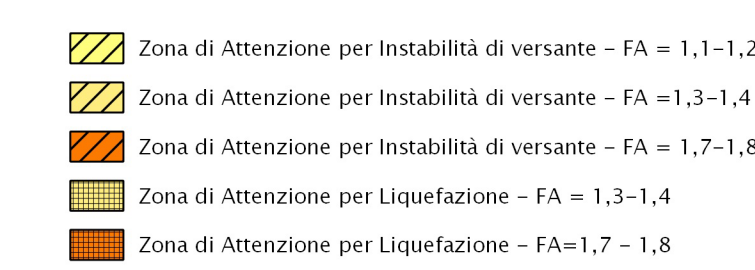 Zona di Attenzione per Instabilità di versante – FA = 1,1–1,2
Zona di Attenzione per Instabilità di versante – FA =1,3–1,4
Zona di Attenzione per Instabilità di versante – FA = 1,7–1,8
Zona di Attenzione per Liquefazione – FA = 1,3–1,4
Zona di Attenzione per Liquefazione – FA=1,7 – 1,8